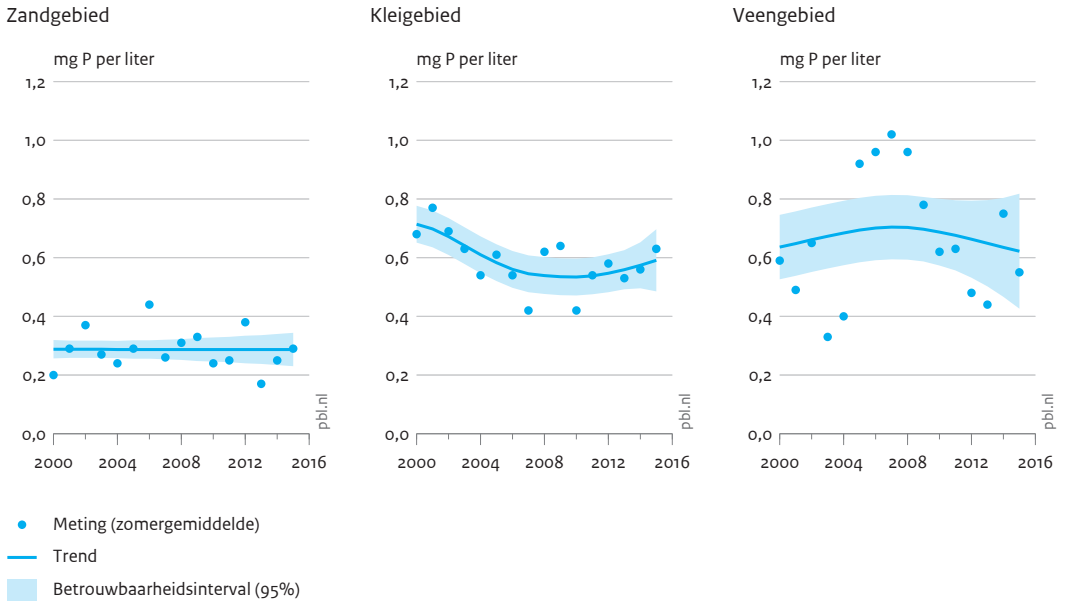 Zandgebied
mg P per liter
1,2
1,0
0,8
0,6
0,4
0,2
0,0
2000 2004 2008 2012 2016
pbl.nl
Kleigebied
mg P per liter
1,2
1,0
0,8
0,6
0,4
0,2
0,0
2000 2004 2008 2012 2016
pbl.nl
Veengebied
mg P per liter
1,2
1,0
0,8
0,6
0,4
0,2
0,0
2000 2004 2008 2012 2016
pbl.nl
Meting (zomergemiddelde)
Trend
Betrouwbaarheidsinterval (95%)